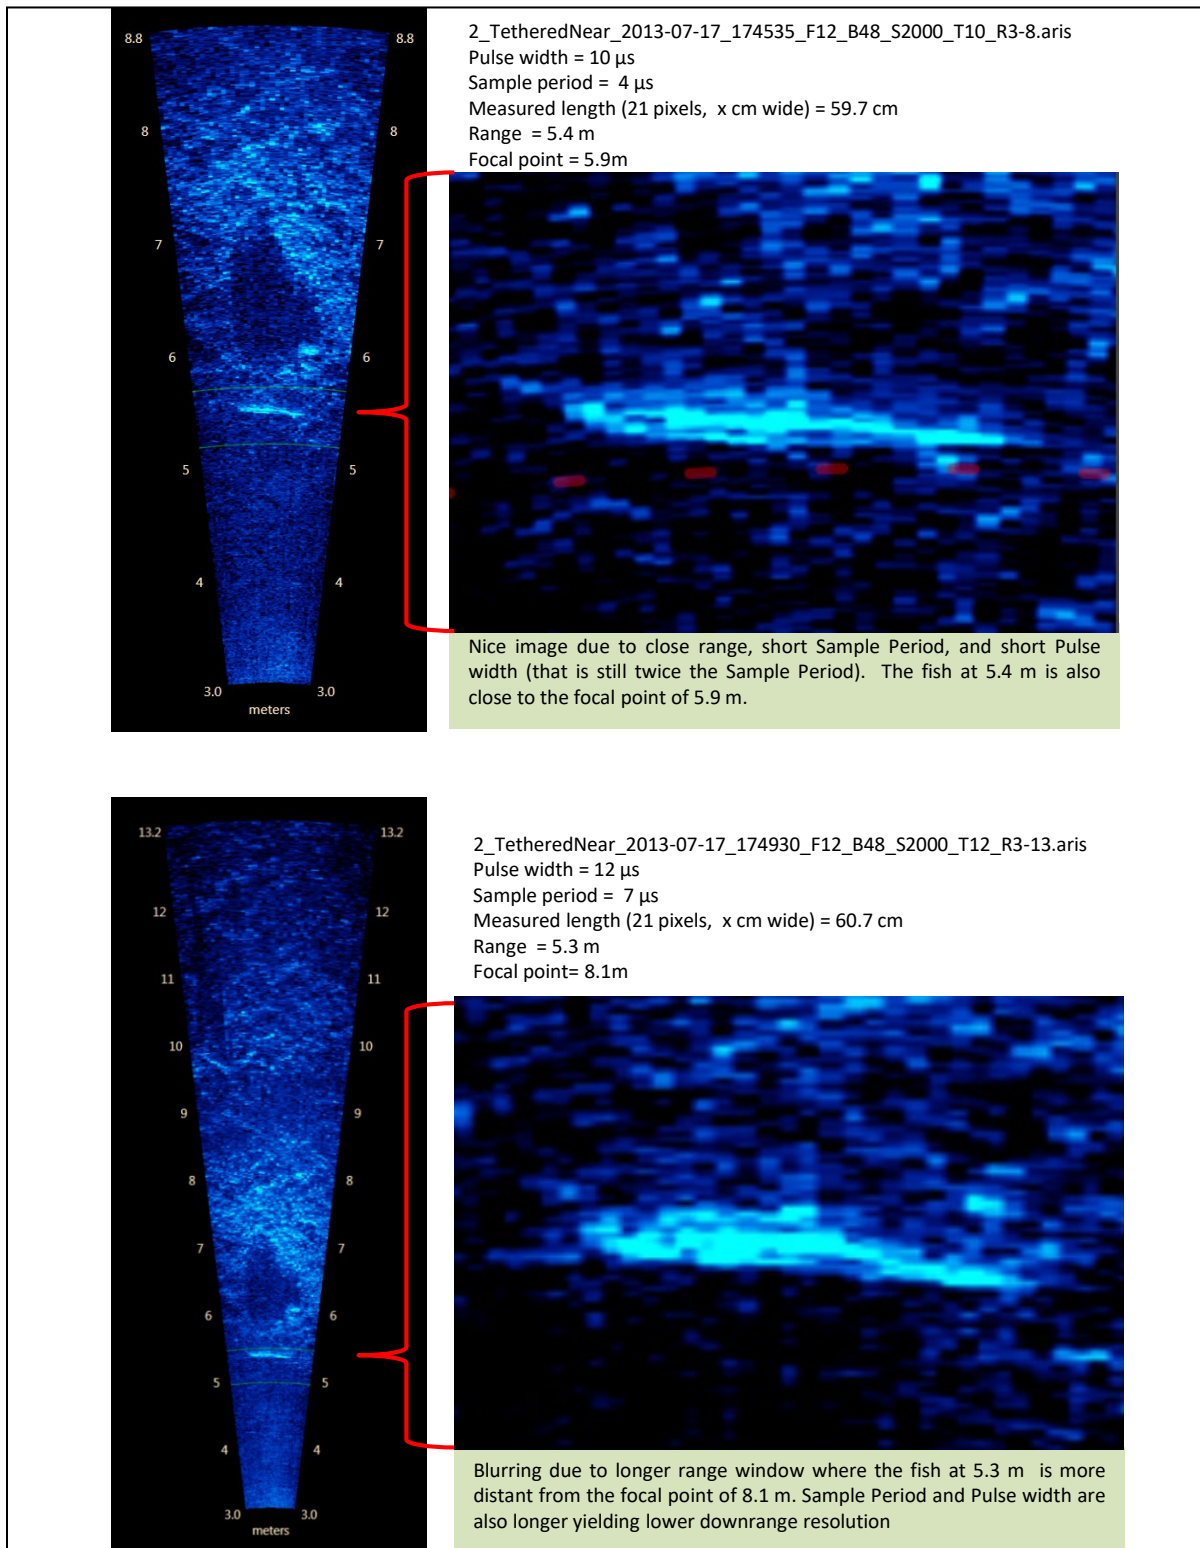 2_TetheredNear_2013-07-17_174535_F12_B48_S2000_T10_R3-8.aris
Pulse width = 10 µs
Sample period =  4 µs
Measured length (21 pixels,  x cm wide) = 59.7 cm
Range  = 5.4 m
Focal point = 5.9m
8.8 8.8
8 8
7 7
6 6
5 5
4 4
3.0 3.0
meters
Nice image due to close range, short Sample Period, and short Pulse
width (that is still twice the Sample Period).  The fish at 5.4 m is also
close to the focal point of 5.9 m.
2_TetheredNear_2013-07-17_174930_F12_B48_S2000_T12_R3-13.aris
Pulse width = 12 µs
Sample period =  7 µs
Measured length (21 pixels,  x cm wide) = 60.7 cm
Range  = 5.3 m
Focal point= 8.1m
13.2 13.2
12 12
11 11
10 10
9 9
8 8
7 7
6 6
5 5
4 4
3.0 3.0
meters
Blurring due to longer range window where the fish at 5.3 m  is more
distant from the focal point of 8.1 m. Sample Period and Pulse width are
also longer yielding lower downrange resolution